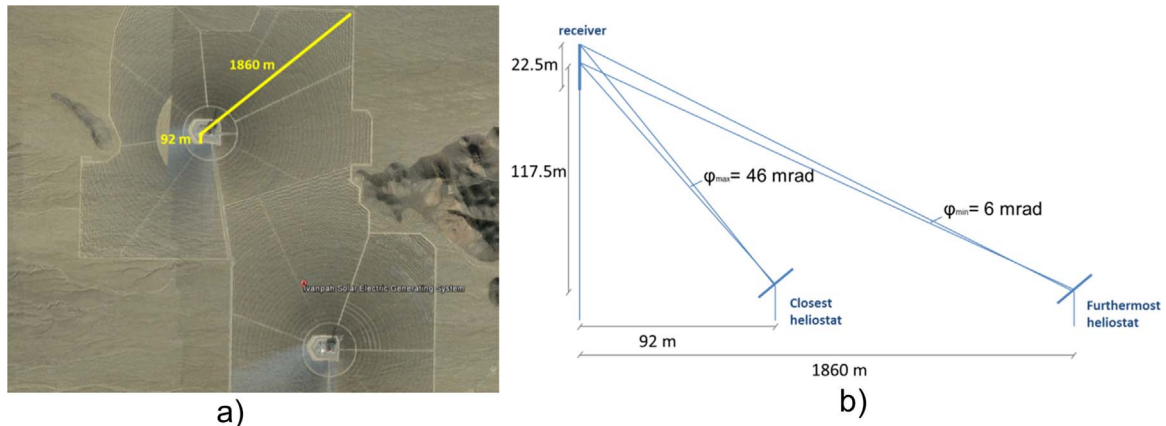 1860 m
92 m
Ivanpah Solar Electric Generating System
a)
receiver
22.5m
117.5m
φmax= 46 mrad
φmin= 6 mrad
Closest
heliostat
Furthermost
heliostat
92 m
1860 m
b)